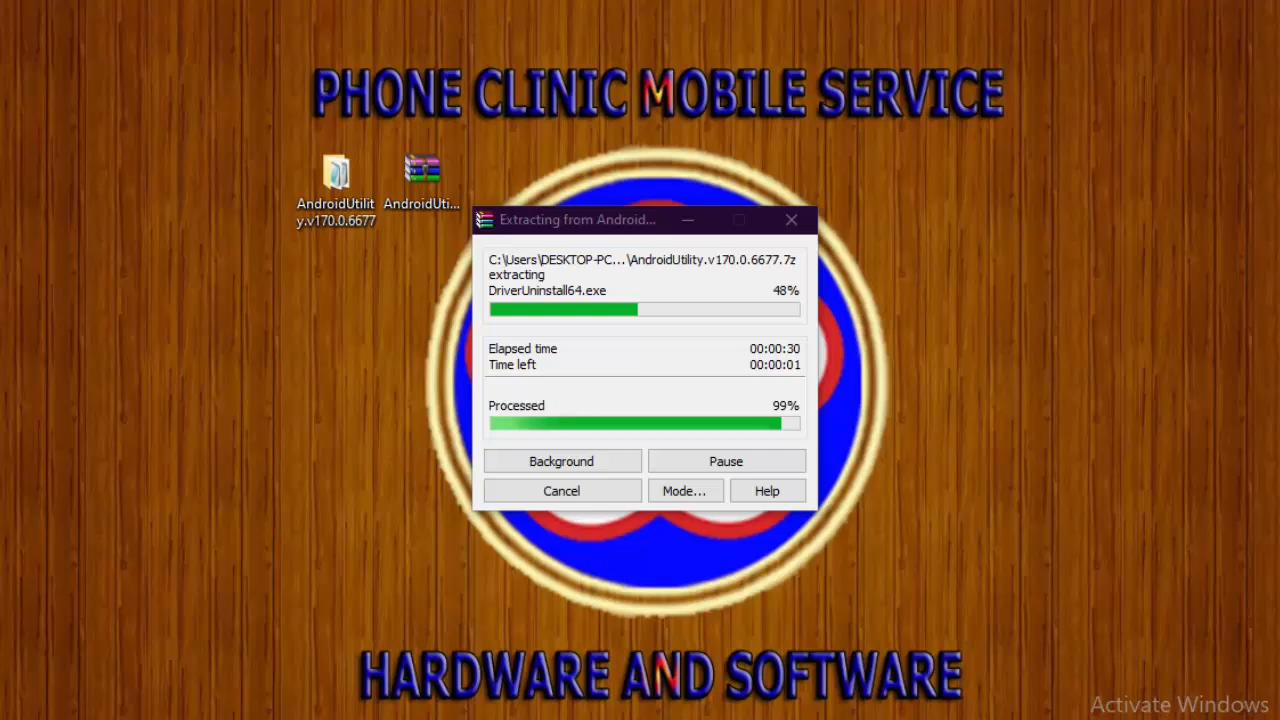 PHONE CLINIC MOBILE SERVICE
AndroidUtilit
y.v170.0.6677
AndroidUti...
Extracting from Android...
C:\Users\DESKTOP-PC...\AndroidUtility.v170.0.6677.7z
extracting
DriverUninstall64.exe 48%
Elapsed time 00:00:30
Time left 00:00:01
Processed 99%
Background Pause
Cancel Mode... Help
HARDWARE AND SOFTWARE
Activate Windows